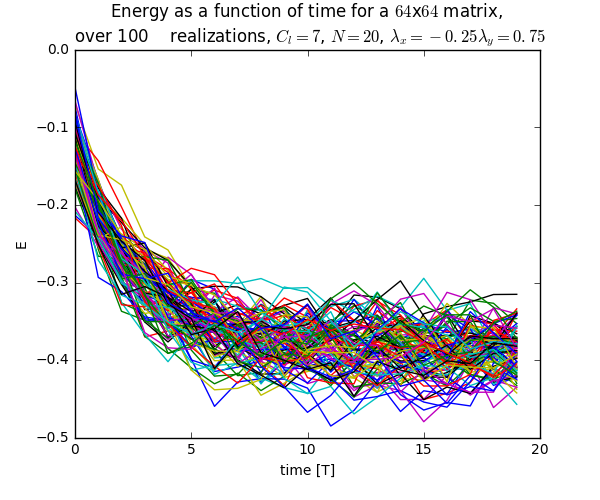 Energy as a function of time for a 64x64 matrix,
over 100 realizations, C_l = 7, N = 20, λ_x = −0.25λ_y = 0.75
0.0
−0.1
−0.2
−0.3
−0.4
−0.5
E
0 5 10 15 20
time [T]